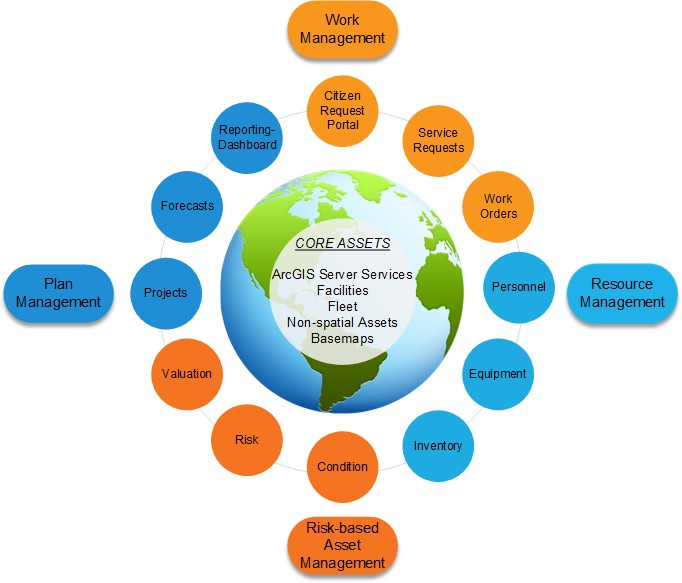 Work
Management
Citizen
Request
Portal
Reporting-
Dashboard
Service
Requests
Forecasts
Work
Orders
CORE ASSETS
ArcGIS Server Services
Facilities
Fleet
Non-spatial Assets
Basemaps
Plan
Management
Projects
Personnel
Resource
Management
Valuation
Equipment
Risk
Inventory
Condition
Risk-based
Asset
Management